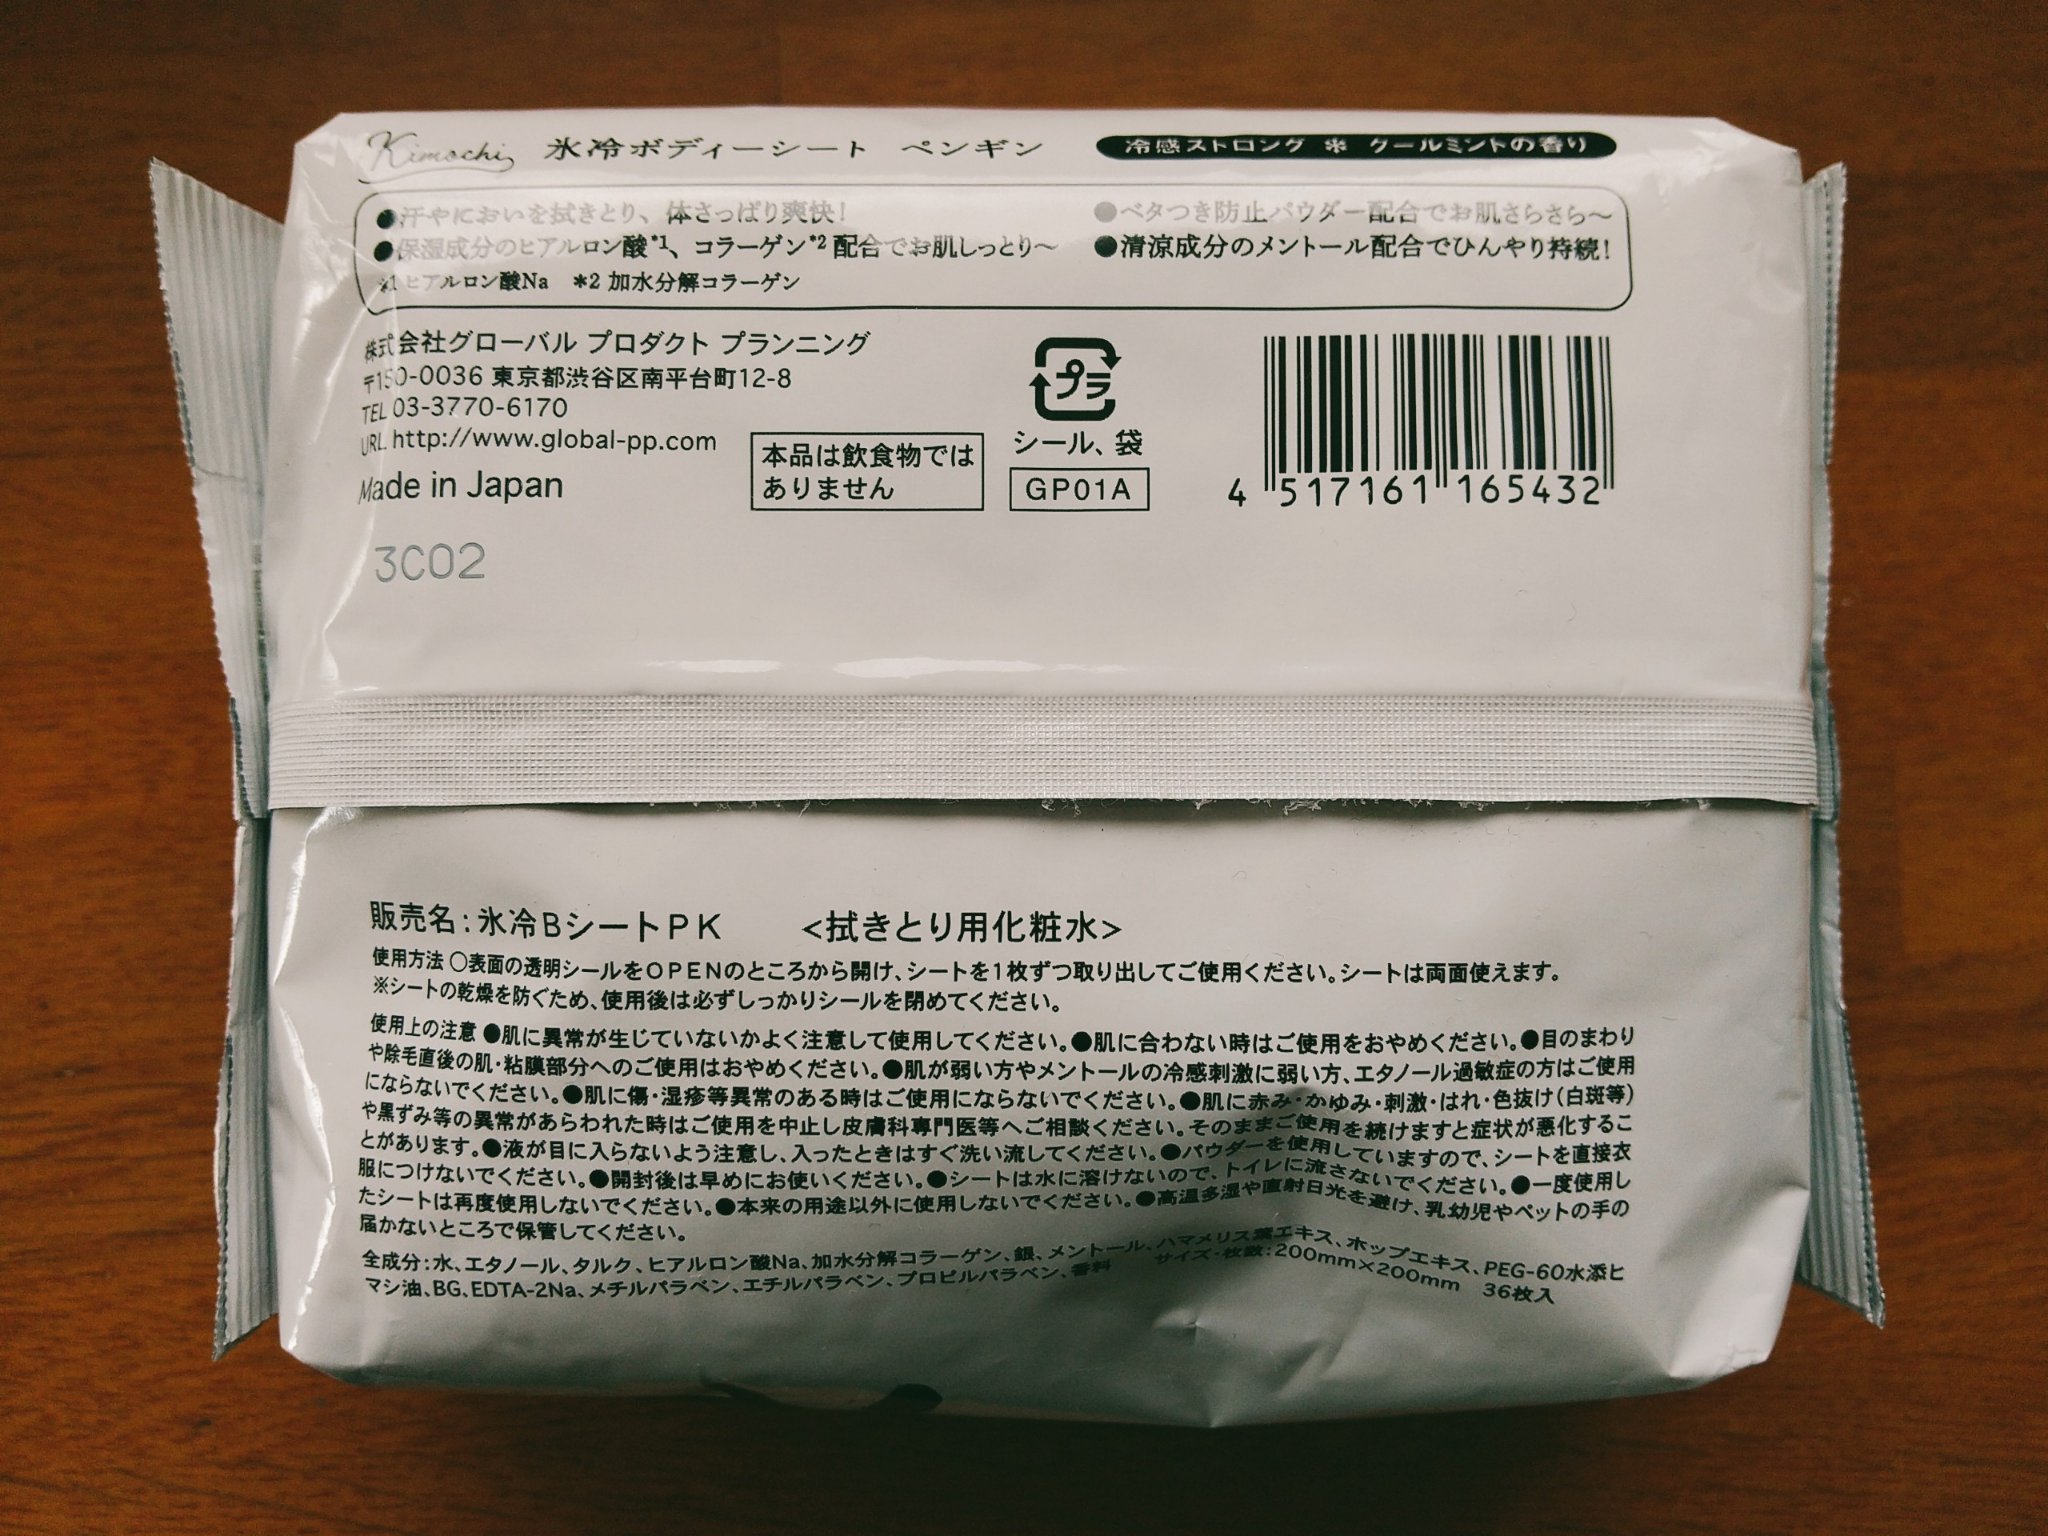 Kimochi 氷冷ボディーシート ペンギン 冷感ストロング ＊ クールミントの香り
●汗やにおいを拭きとり、体さっぱり爽快!
●保湿成分のヒアルロン酸*1、コラーゲン*2 配合でお肌しっとり〜
*1 ヒアルロン酸Na *2 加水分解コラーゲン
●ベタつき防止パウダー配合でお肌さらさら〜
●清涼成分のメントール配合でひんやり持続!
株式会社グローバル プロダクト プランニング
〒150-0036 東京都渋谷区南平台町12-8
TEL 03-3770-6170
URL http://www.global-pp.com
Made in Japan
本品は飲食物では
ありません
プラ
シール、袋
GP01A
4 517161 165432
3C02
販売名:氷冷BシートPK <拭きとり用化粧水>
使用方法 ○表面の透明シールをOPENのところから開け、シートを1枚ずつ取り出してご使用ください。シートは両面使えます。
※シートの乾燥を防ぐため、使用後は必ずしっかりシールを閉めてください。
使用上の注意 ●肌に異常が生じていないかよく注意して使用してください。●肌に合わない時はご使用をおやめください。●目のまわり
や除毛直後の肌・粘膜部分へのご使用はおやめください。●肌が弱い方やメントールの冷感刺激に弱い方、エタノール過敏症の方はご使用
にならないでください。●肌に傷・湿疹等異常のある時はご使用にならないでください。●肌に赤み・かゆみ・刺激・はれ・色抜け(白斑等)
や黒ずみ等の異常があらわれた時はご使用を中止し皮膚科専門医等へご相談ください。そのままご使用を続けますと症状が悪化するこ
とがあります。●液が目に入らないよう注意し、入ったときはすぐ洗い流してください。●パウダーを使用していますので、シートを直接衣
服につけないでください。●開封後は早めにお使いください。●シートは水に溶けないので、トイレに流さないでください。●一度使用し
たシートは再度使用しないでください。●本来の用途以外に使用しないでください。●高温多湿や直射日光を避け、乳幼児やペットの手の
届かないところで保管してください。
全成分:水、エタノール、タルク、ヒアルロン酸Na、加水分解コラーゲン、銀、メントール、ハマメリス葉エキス、ホップエキス、PEG-60水添ヒ
マシ油、BG、EDTA-2Na、メチルパラベン、エチルパラベン、プロピルパラベン、香料 サイズ・枚数:200mm×200mm 36枚入